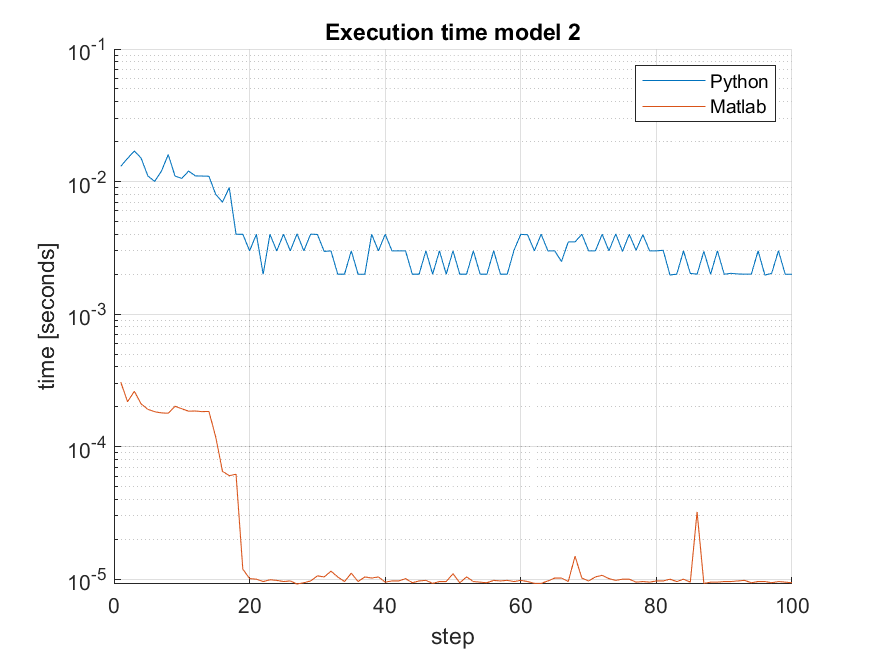 Execution time model 2
10^-1
Python
Matlab
10^-2
10^-3
10^-4
10^-5
time [seconds]
0 20 40 60 80 100
step